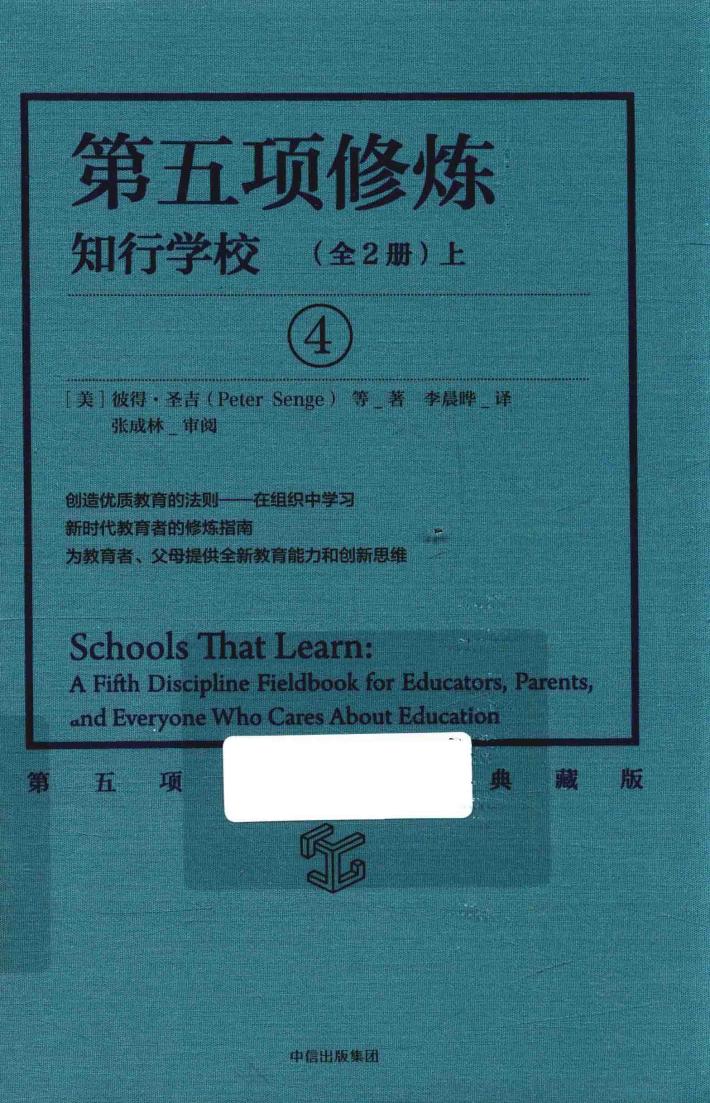 第五项修炼
知行学校 （全2册）上
④
［美］彼得·圣吉（Peter Senge） 等_著 李晨晔_译
张成林_审阅
创造优质教育的法则——在组织中学习
新时代教育者的修炼指南
为教育者、父母提供全新教育能力和创新思维
Schools That Learn:
A Fifth Discipline Fieldbook for Educators, Parents,
and Everyone Who Cares About Education
第 五 项 典 藏 版
中信出版集团